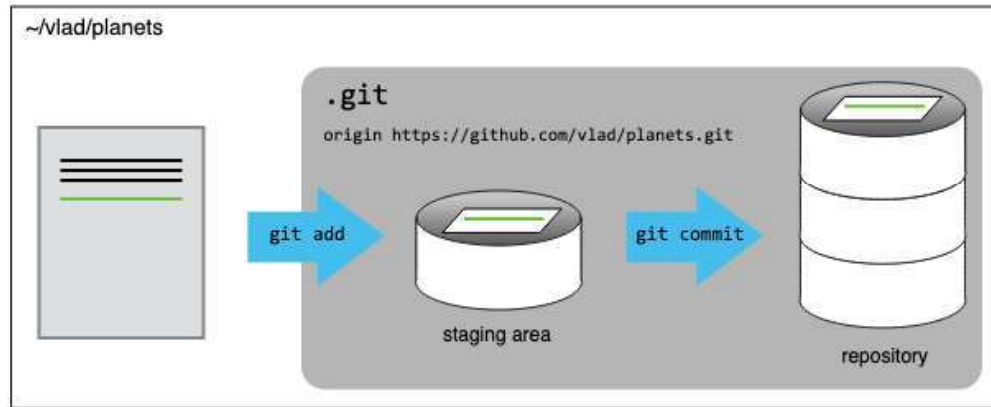 ~/vlad/planets
.git
origin https://github.com/vlad/planets.git
git add
git commit
staging area
repository